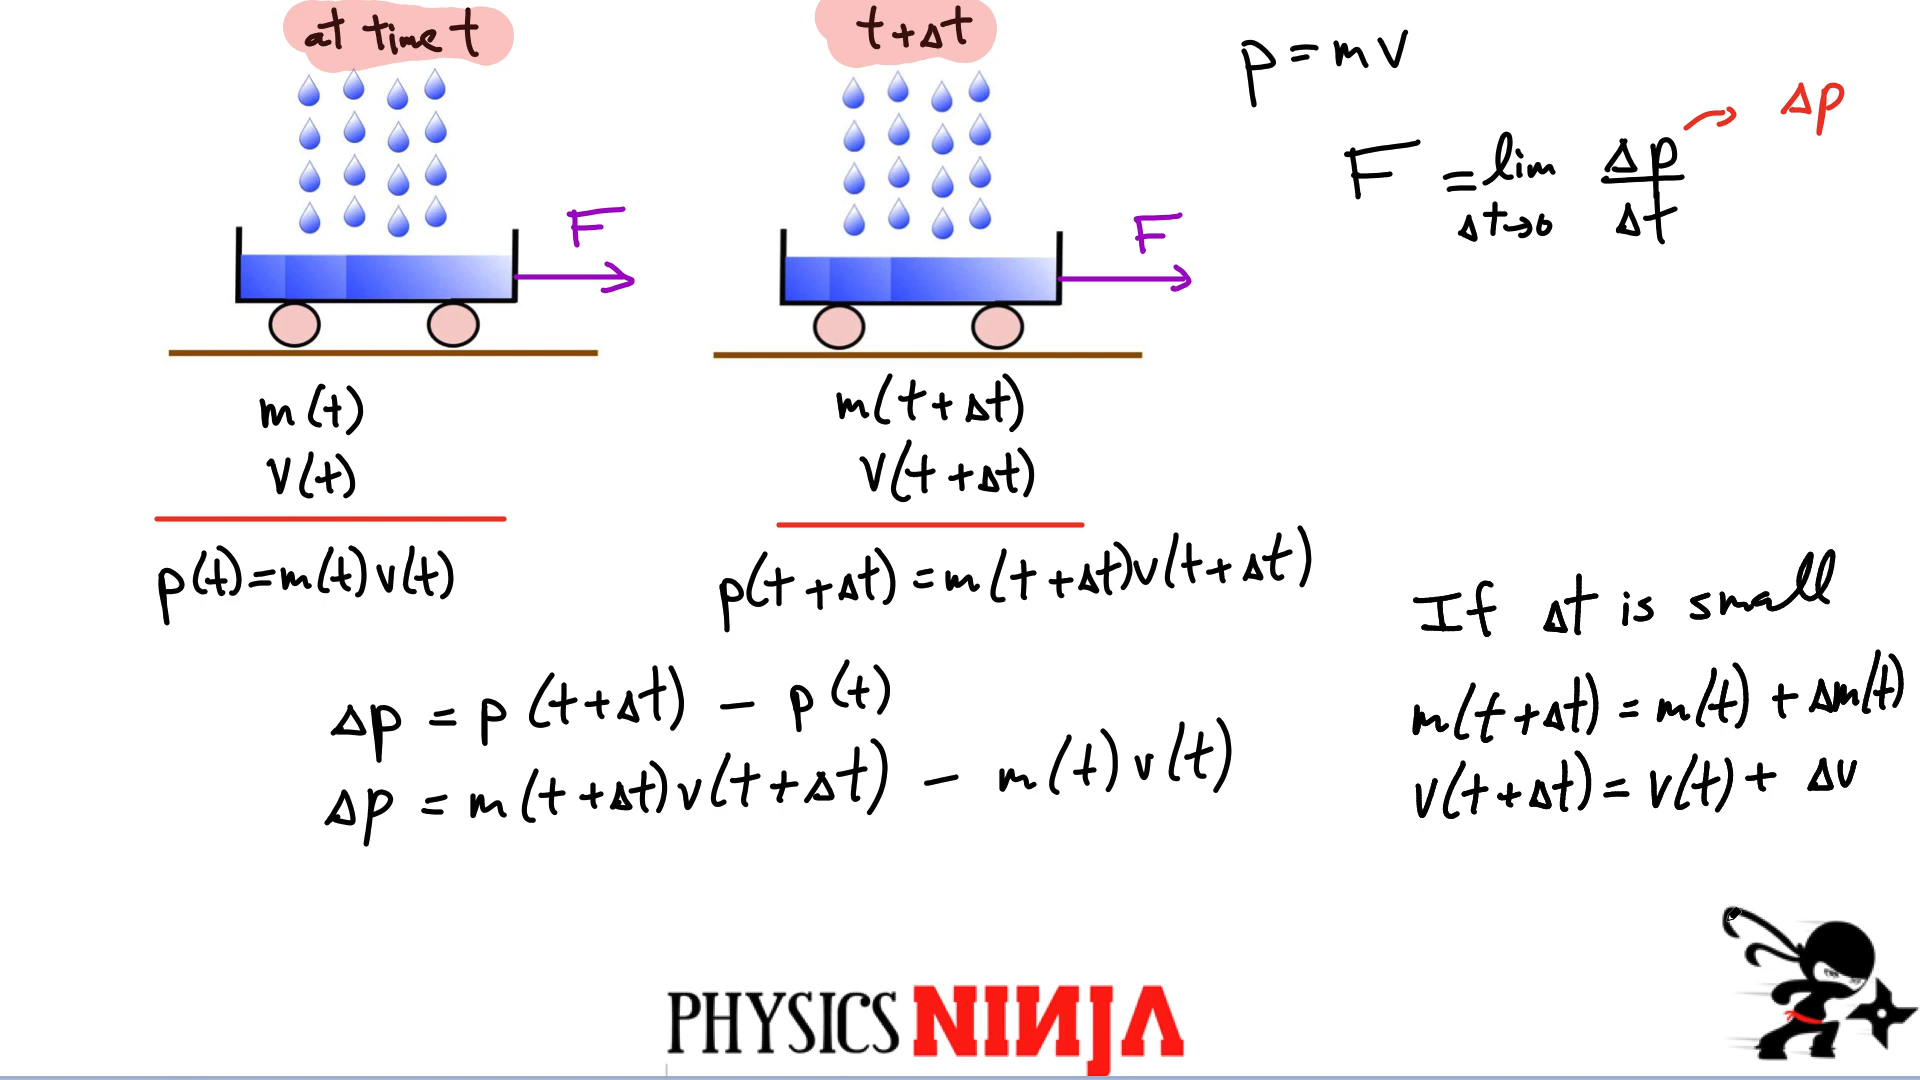 at time t
t+Δt
p = mv
Δp
F = lim Δp/Δt
Δt→0
F
F
m(t)
v(t)
m(t+Δt)
v(t+Δt)
p(t)=m(t)v(t)
p(t+Δt)=m(t+Δt)v(t+Δt)
Δp = p(t+Δt) – p(t)
Δp = m(t+Δt)v(t+Δt) – m(t)v(t)
If Δt is small
m(t+Δt) = m(t) + Δm(t)
v(t+Δt) = v(t) + Δv
PHYSICS NINJA